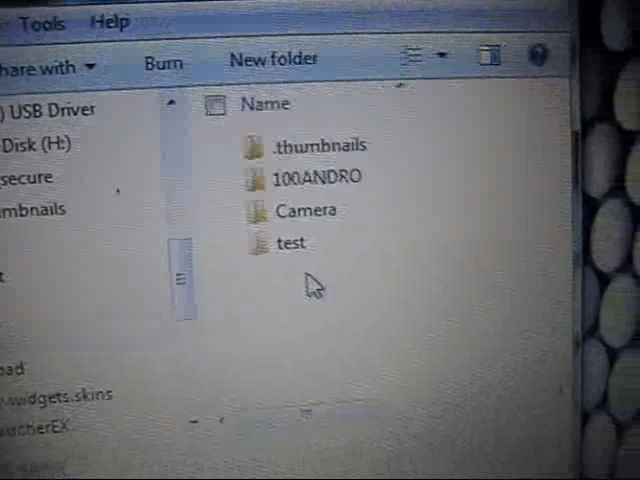 Tools Help
hare with Burn New folder
) USB Driver
Disk (H:)
secure
mbnails
Name
.thumbnails
100ANDRO
Camera
test
oad
-widgets.skins